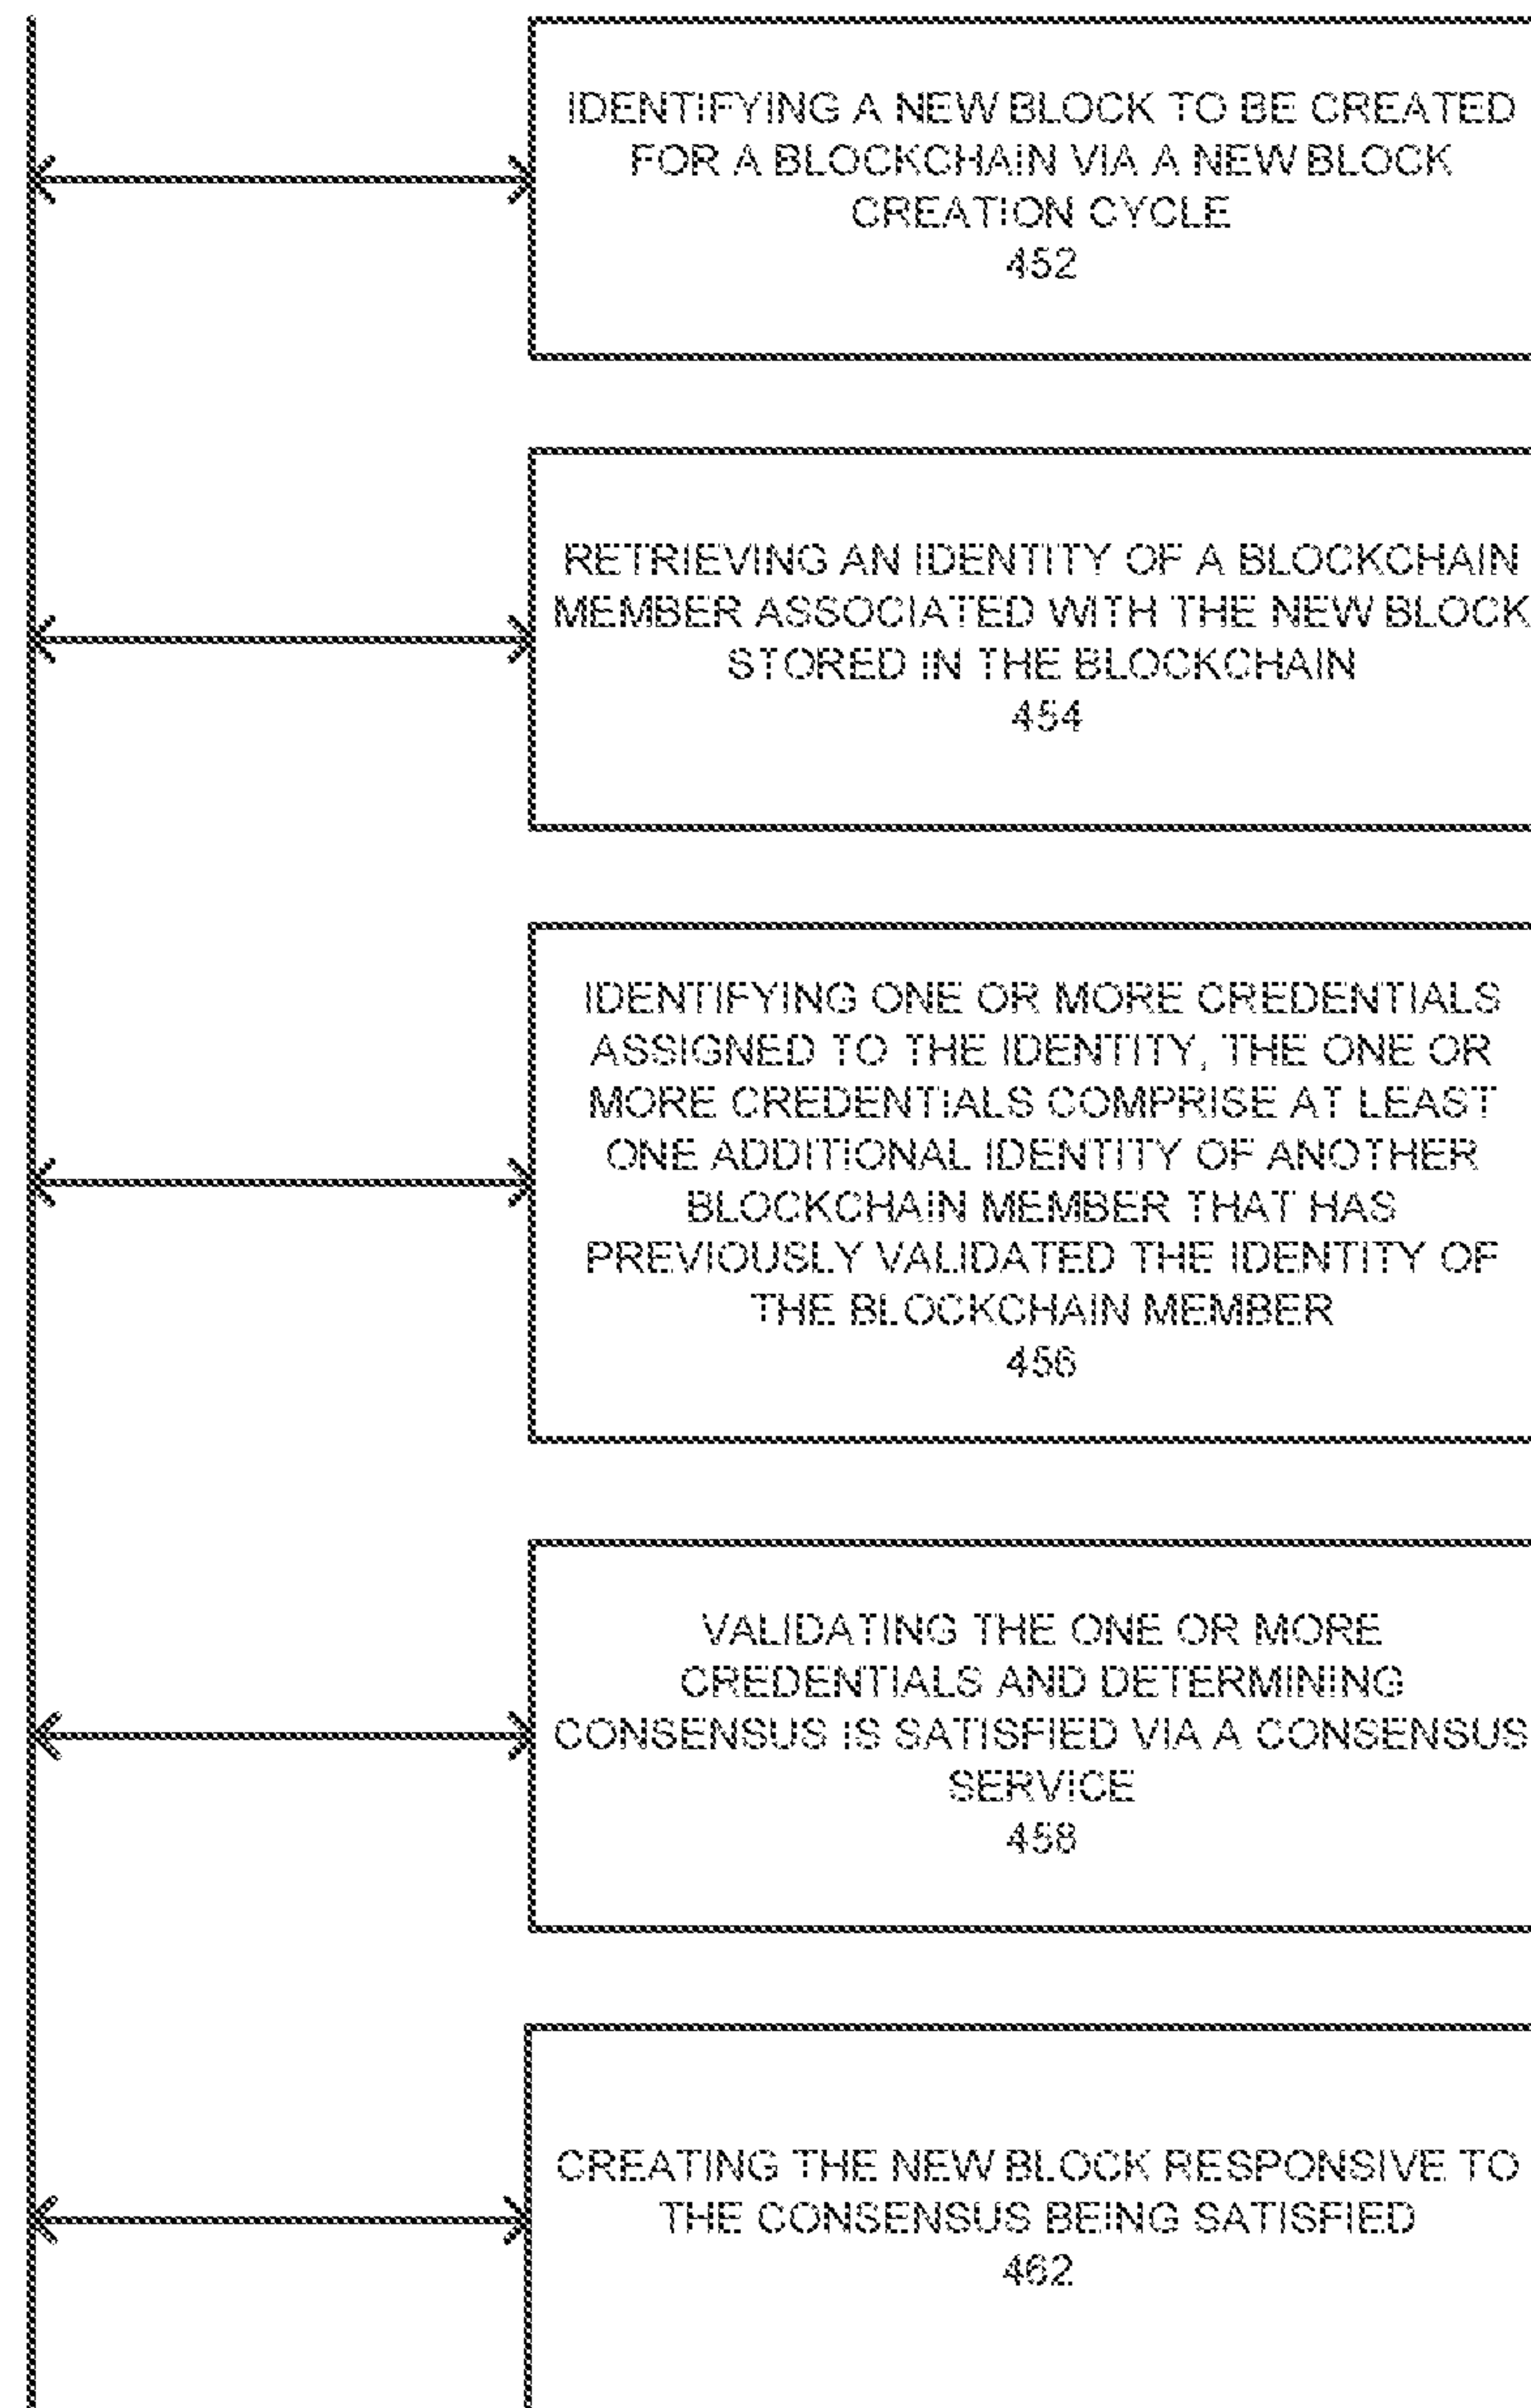 IDENTIFYING A NEW BLOCK TO BE CREATED
FOR A BLOCKCHAIN VIA A NEW BLOCK
CREATION CYCLE
452
RETRIEVING AN IDENTITY OF A BLOCKCHAIN
MEMBER ASSOCIATED WITH THE NEW BLOCK
STORED IN THE BLOCKCHAIN
454
IDENTIFYING ONE OR MORE CREDENTIALS
ASSIGNED TO THE IDENTITY, THE ONE OR
MORE CREDENTIALS COMPRISE AT LEAST
ONE ADDITIONAL IDENTITY OF ANOTHER
BLOCKCHAIN MEMBER THAT HAS
PREVIOUSLY VALIDATED THE IDENTITY OF
THE BLOCKCHAIN MEMBER
456
VALIDATING THE ONE OR MORE
CREDENTIALS AND DETERMINING
CONSENSUS IS SATISFIED VIA A CONSENSUS
SERVICE
458
CREATING THE NEW BLOCK RESPONSIVE TO
THE CONSENSUS BEING SATISFIED
462